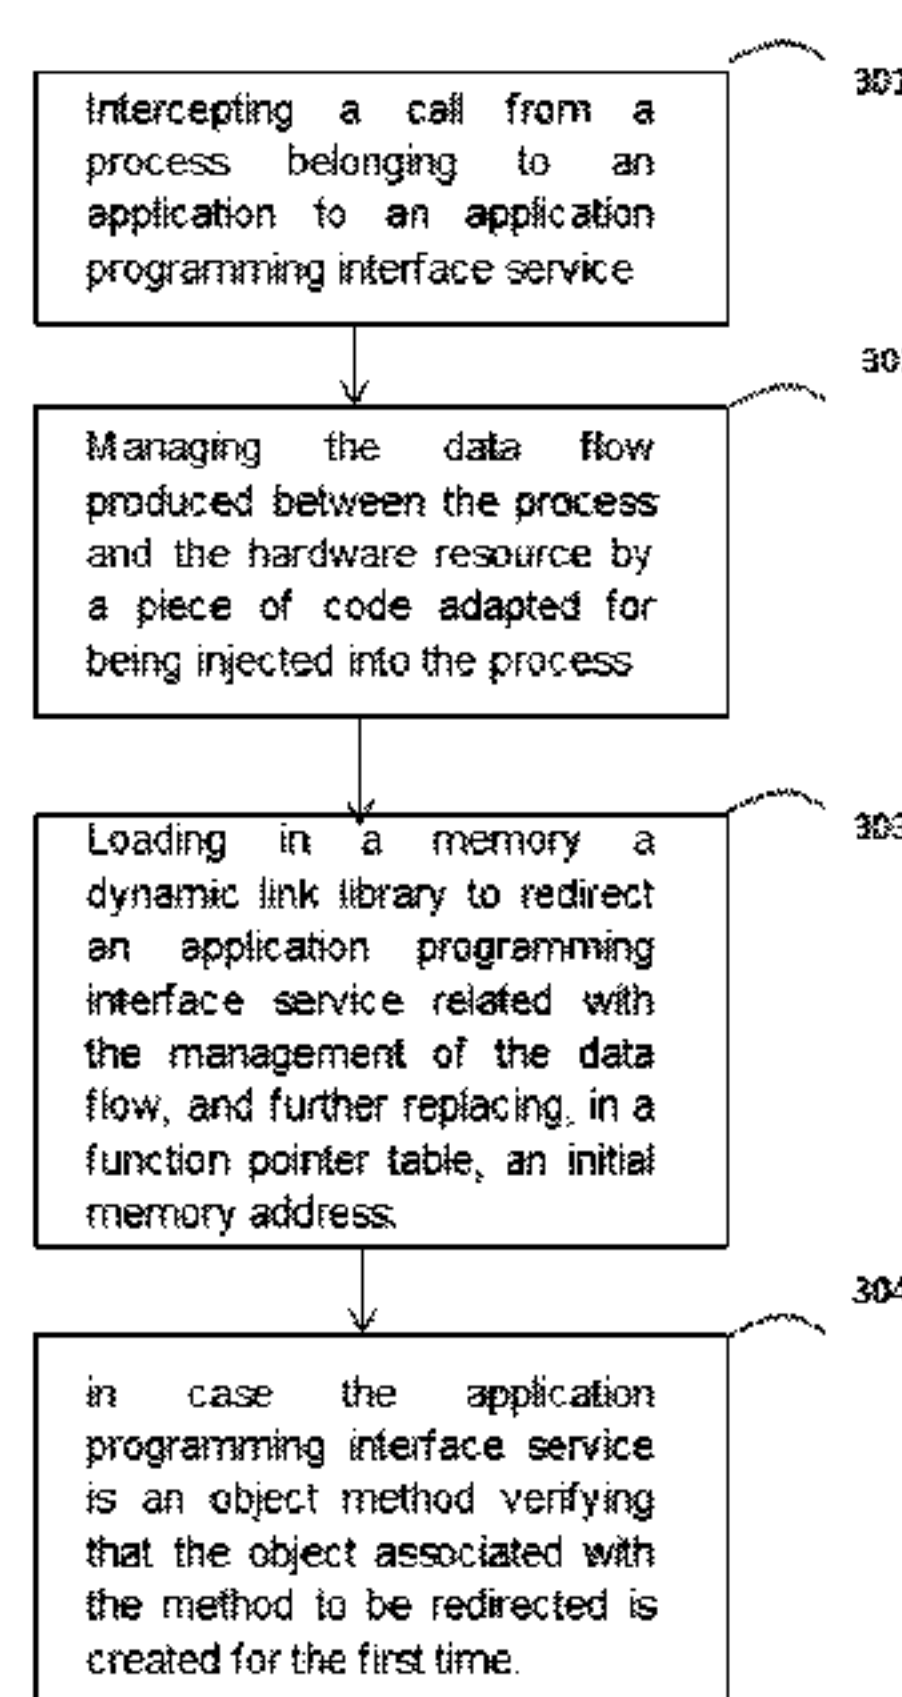 301
Intercepting a call from a
process belonging to an
application to an application
programming interface service
Managing the data flow
produced between the process
and the hardware resource by
a piece of code adapted for
being injected into the process
303
Loading in a memory a
dynamic link library to redirect
an application programming
interface service related with
the management of the data
flow, and further replacing, in a
function pointer table, an initial
memory address.
304
in case the application
programming interface service
is an object method verifying
that the object associated with
the method to be redirected is
created for the first time.